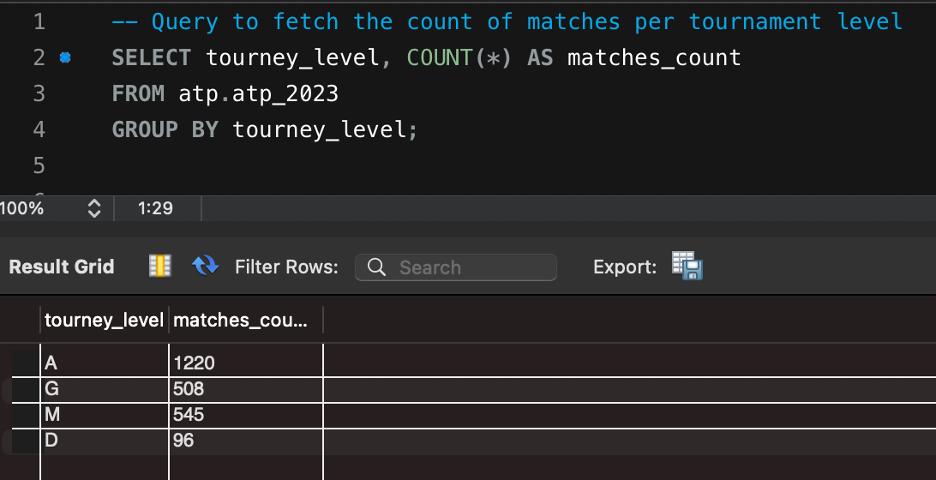 1 -- Query to fetch the count of matches per tournament level
2 SELECT tourney_level, COUNT(*) AS matches_count
3 FROM atp.atp_2023
4 GROUP BY tourney_level;
5
100% 1:29
Result Grid Filter Rows: Search Export:
tourney_level matches_cou...
A 1220
G 508
M 545
D 96